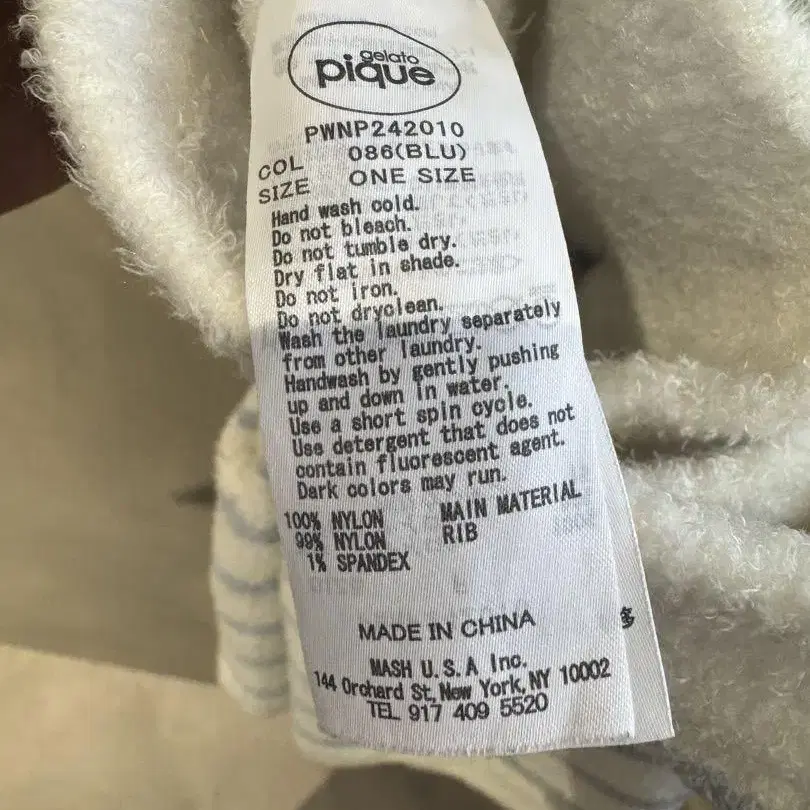 gelato
pique
PWNP242010
COL 086(BLU)
SIZE ONE SIZE
Hand wash cold.
Do not bleach.
Do not tumble dry.
Dry flat in shade.
Do not iron.
Do not dryclean.
Wash the laundry separately
from other laundry.
Handwash by gently pushing
up and down in water.
Use a short spin cycle.
Use detergent that does not
contain fluorescent agent.
Dark colors may run.
100% NYLON MAIN MATERIAL
99% NYLON RIB
1% SPANDEX
MADE IN CHINA
MASH U.S.A Inc.
144 Orchard St, New York, NY 10002
TEL 917 409 5520